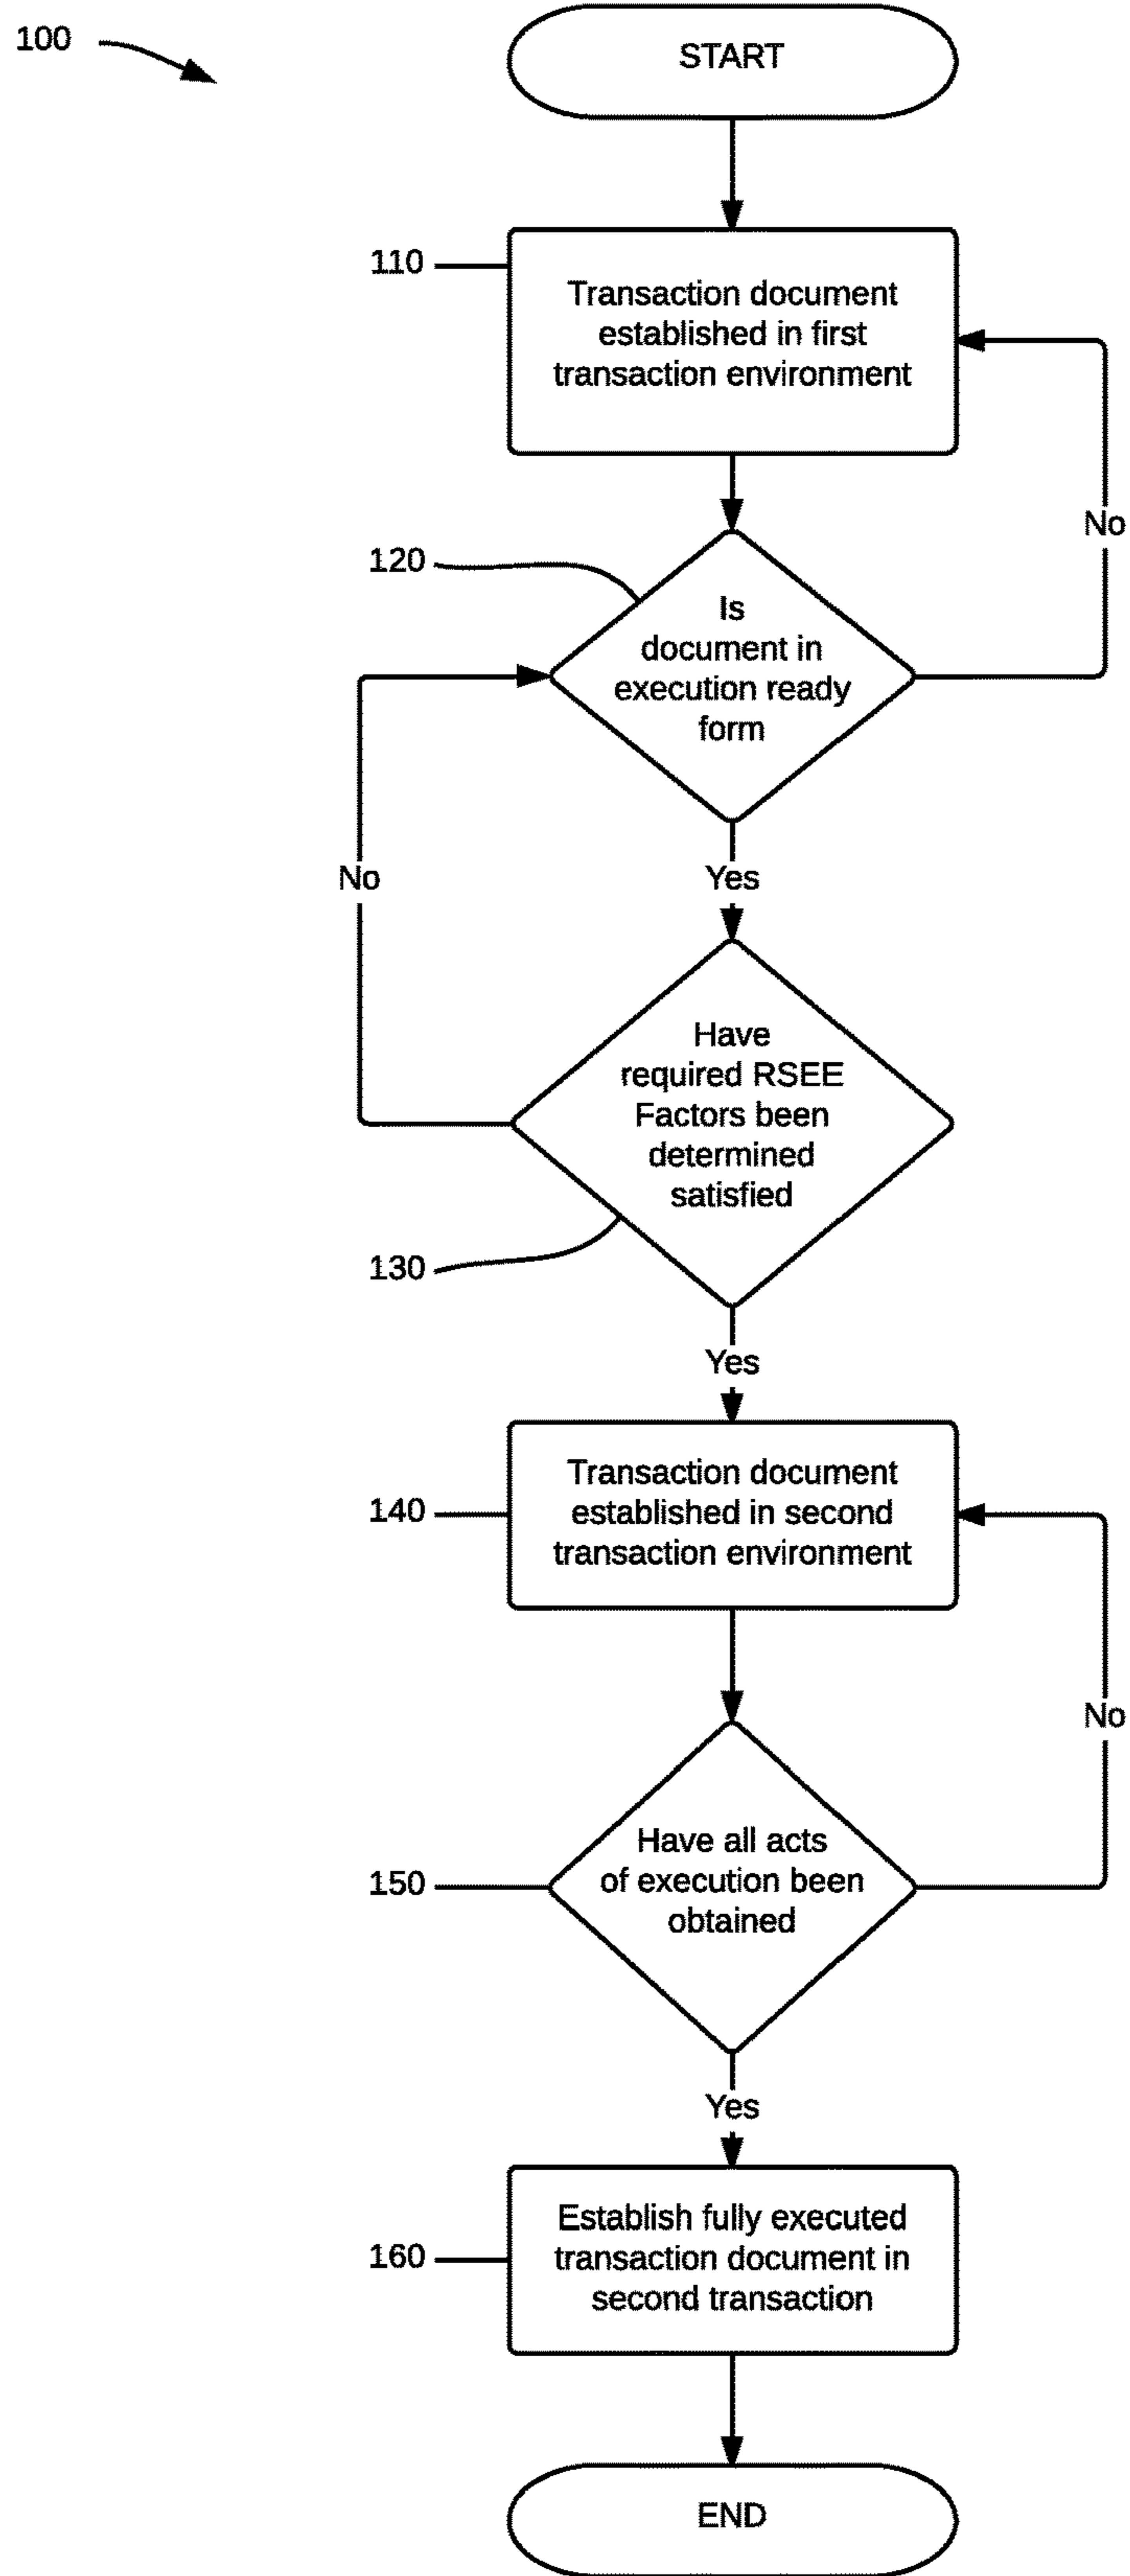 100
START
110
Transaction document
established in first
transaction environment
No
120
Is
document in
execution ready
form
No
Yes
Have
required RSEE
Factors been
determined
satisfied
130
Yes
140
Transaction document
established in second
transaction environment
No
150
Have all acts
of execution been
obtained
Yes
160
Establish fully executed
transaction document in
second transaction
END